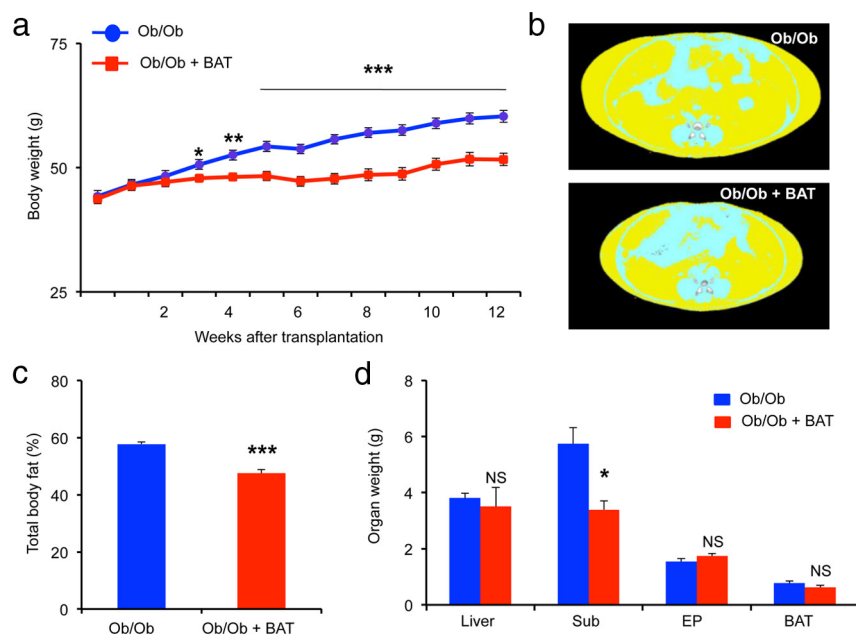 a
75
50
25
Body weight (g)
Ob/Ob
Ob/Ob + BAT
*
**
***
2 4 6 8 10 12
Weeks after transplantation
b
Ob/Ob
Ob/Ob + BAT
c
80
60
40
20
0
Total body fat (%)
***
Ob/Ob Ob/Ob + BAT
d
8
6
4
2
0
Organ weight (g)
Ob/Ob
Ob/Ob + BAT
NS
*
NS
NS
Liver Sub EP BAT